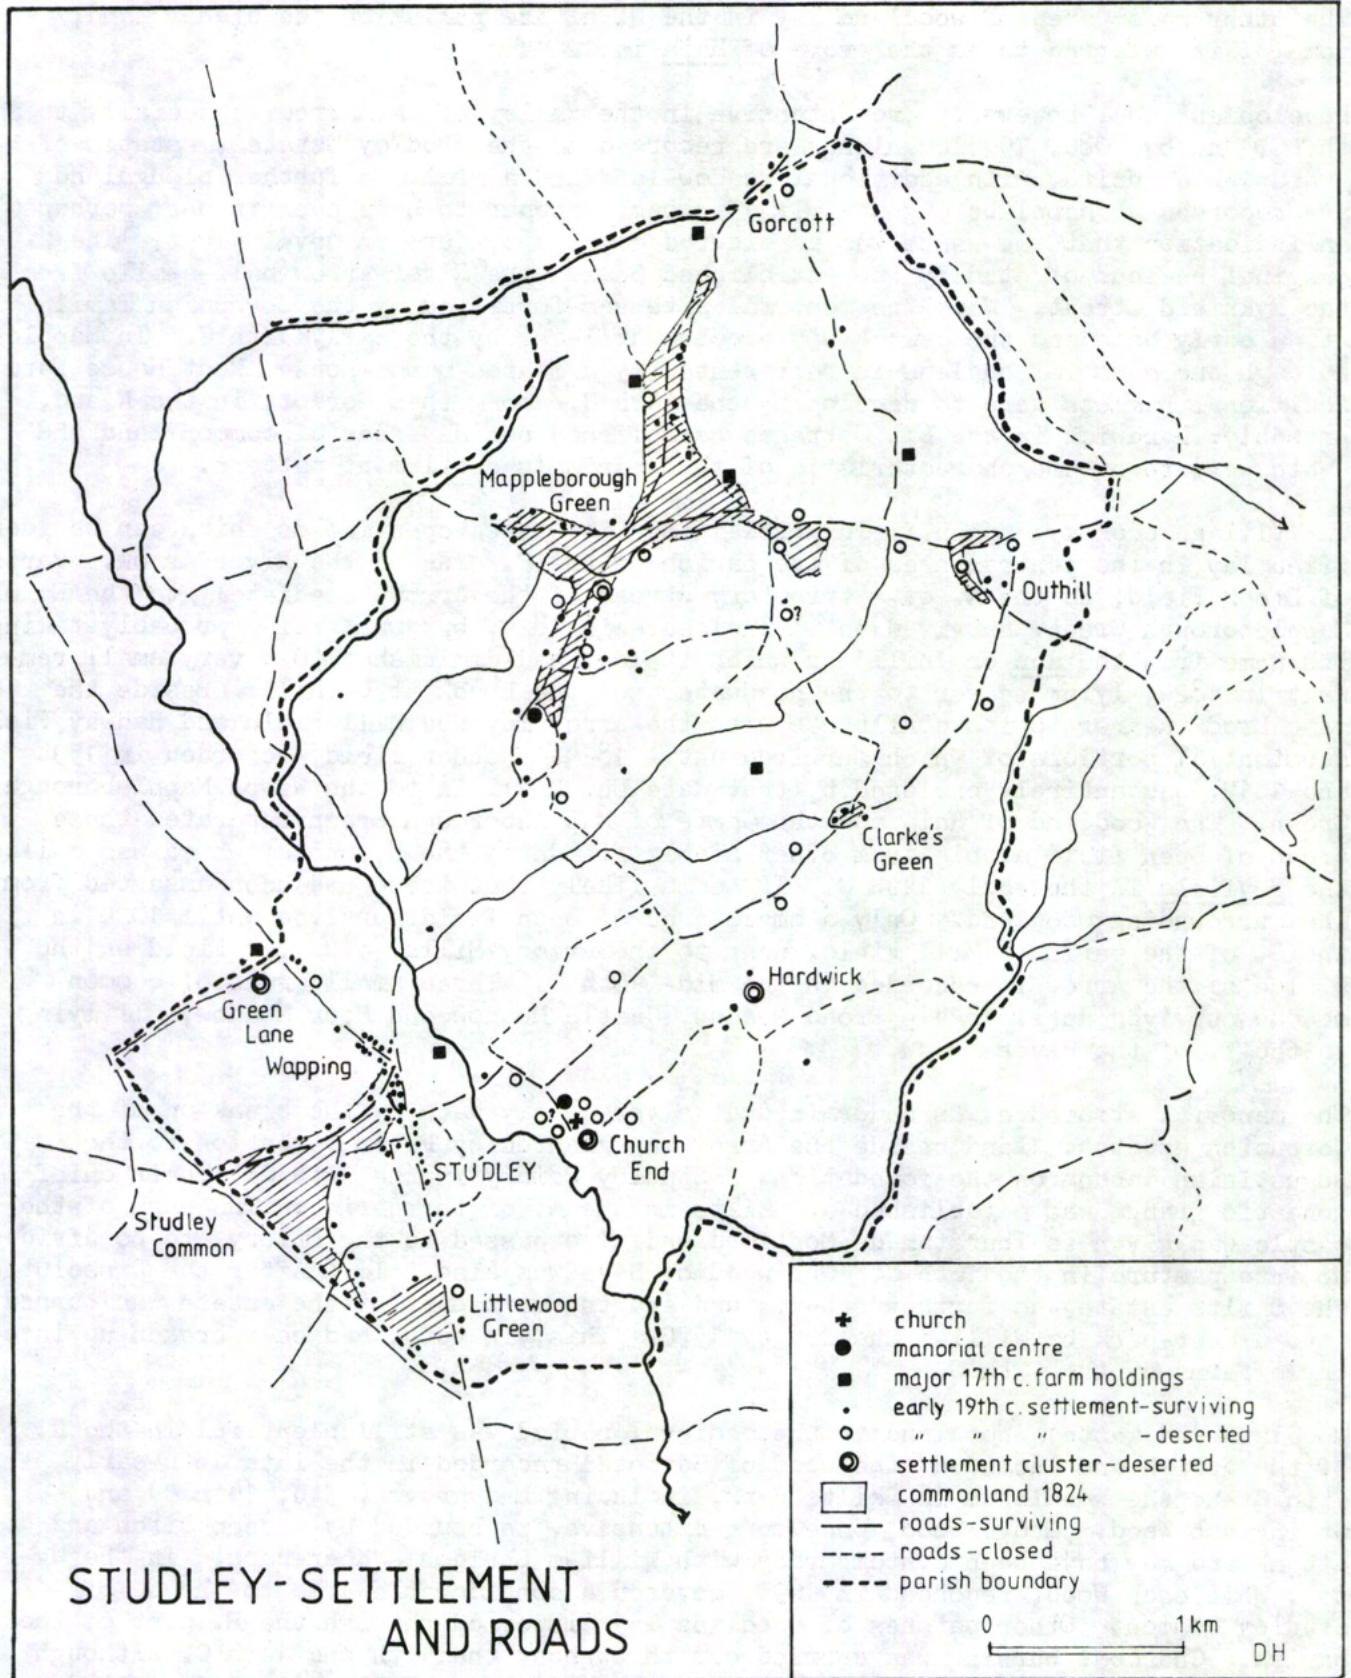 Gorcott
Mappleborough
Green
Outhill
o?
Clarke's
Green
Hardwick
Green
Lane
Wapping
?
Church
End
STUDLEY
Studley
Common
Littlewood
Green
church
manorial centre
major 17th c. farm holdings
early 19th c. settlement-surviving
" " " -deserted
settlement cluster-deserted
commonland 1824
roads-surviving
roads-closed
parish boundary
0 1km
DH
STUDLEY-SETTLEMENT
AND ROADS